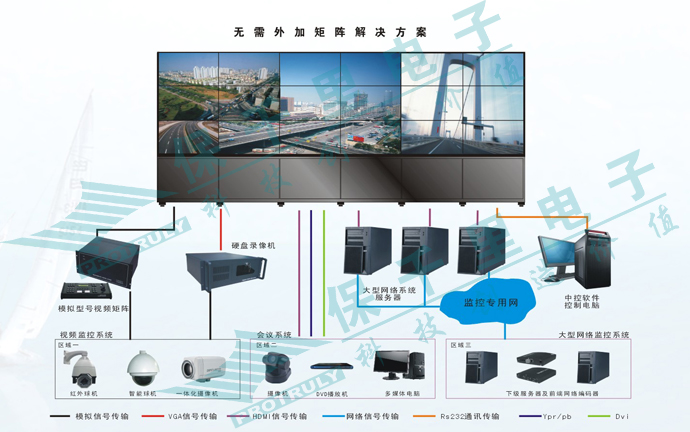 无需外加矩阵解决方案
硬盘录像机
模拟型号视频矩阵
大型网络系统
服务器
监控专用网
中控软件
控制电脑
视频监控系统
会议系统
大型网络监控系统
区域一
区域二
区域三
红外球机
智能球机
一体化摄像机
摄像机
DVD播放机
多媒体电脑
下级服务器及前端网络编码器
模拟信号传输
VGA信号传输
HDMI信号传输
网络信号传输
Rs232通讯传输
Ypr/pb
Dvi
保千里电子
科技创造价值
PROTRULY